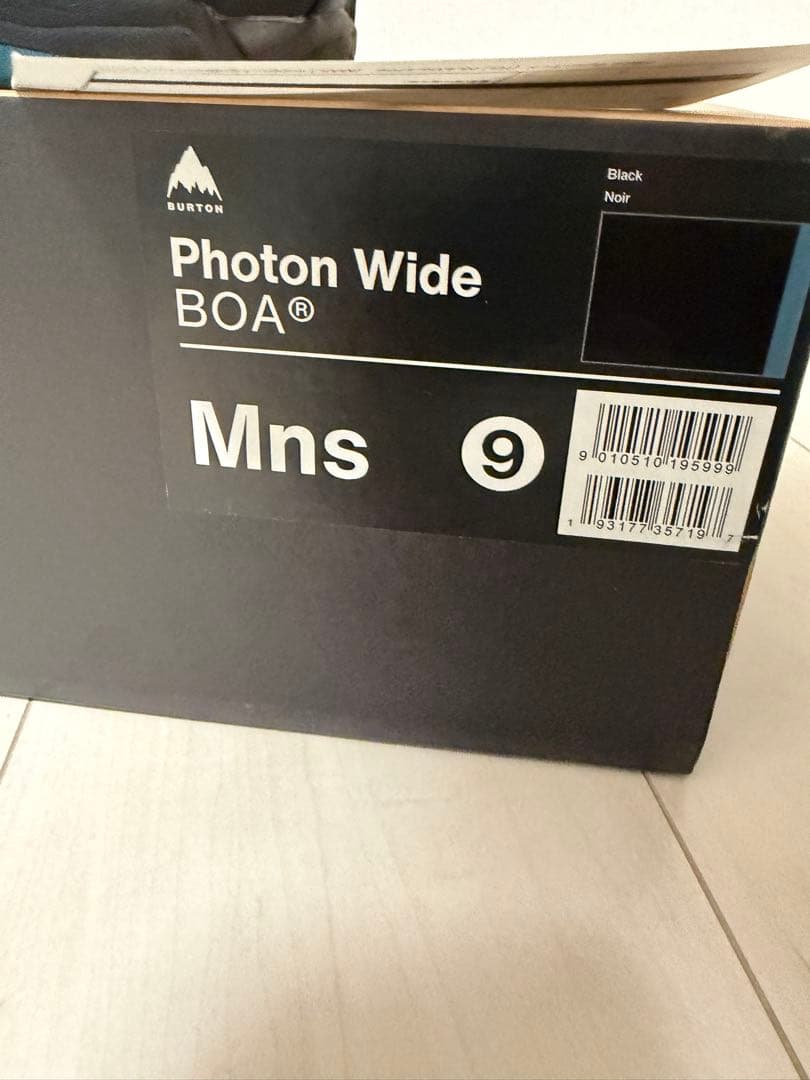 BURTON
Photon Wide
BOA®
Black
Noir
Mns
9
9 010510 195999
1 93177 35719 7